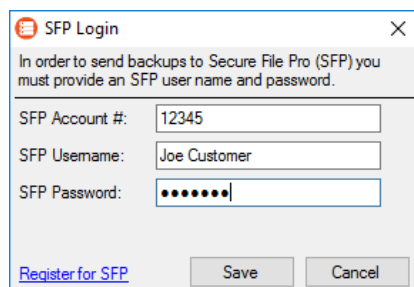 SFP Login
In order to send backups to Secure File Pro (SFP) you
must provide an SFP user name and password.
SFP Account #: 12345
SFP Username: Joe Customer
SFP Password: ●●●●●●●
Register for SFP Save Cancel